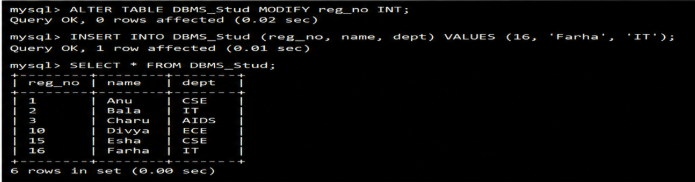 mysql> ALTER TABLE DBMS_Stud MODIFY reg_no INT;
Query OK, 0 rows affected (0.02 sec)
mysql> INSERT INTO DBMS_Stud (reg_no, name, dept) VALUES (16, 'Farha', 'IT');
Query OK, 1 row affected (0.01 sec)
mysql> SELECT * FROM DBMS_Stud;
+--------+-------+------+
| reg_no | name | dept |
+--------+-------+------+
| 1 | Anu | CSE |
| 2 | Bala | IT |
| 3 | Charu | AIDS |
| 10 | Divya | ECE |
| 15 | Esha | CSE |
| 16 | Farha | IT |
+--------+-------+------+
6 rows in set (0.00 sec)